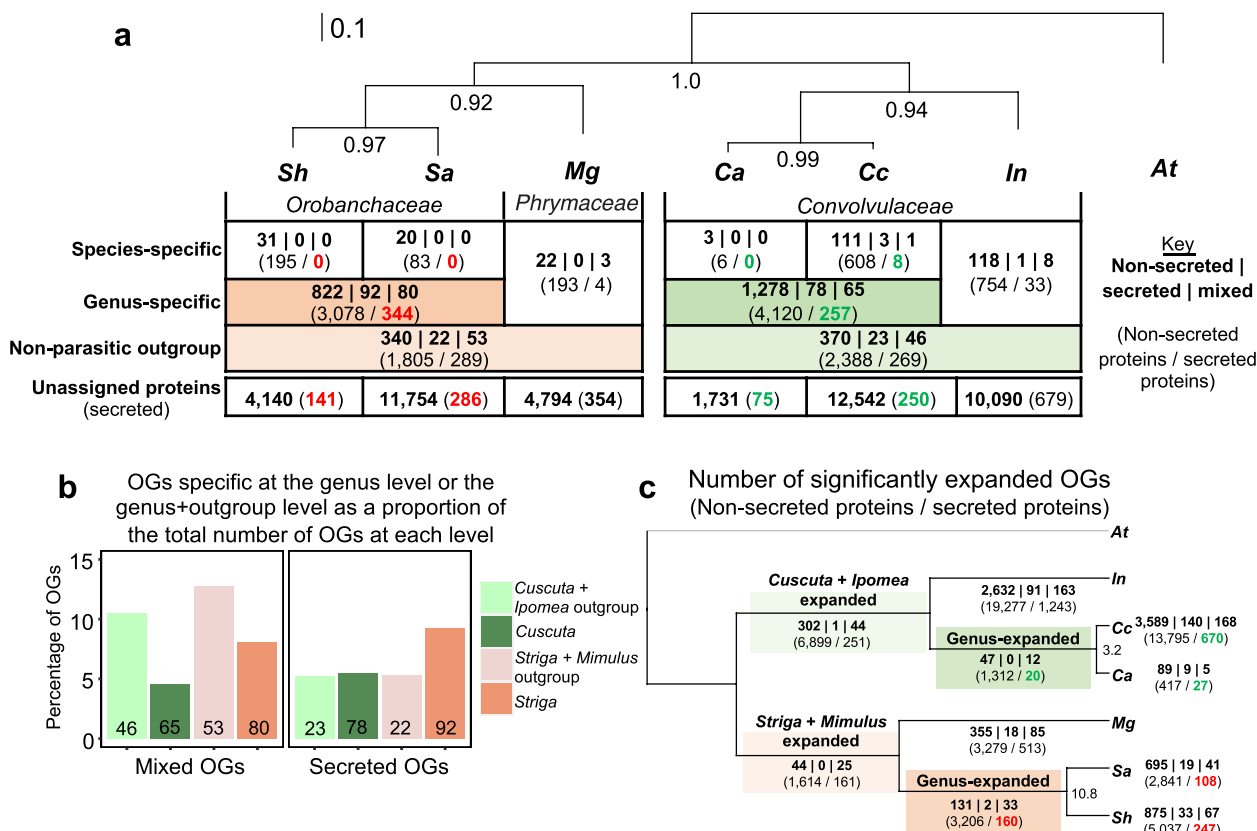 a
0.1
1.0
0.92
0.94
0.97
0.99
Sh
Sa
Mg
Ca
Cc
In
At
Orobanchaceae
Phrymaceae
Convolvulaceae
Species-specific
31 | 0 | 0
(195 / 0)
20 | 0 | 0
(83 / 0)
22 | 0 | 3
(193 / 4)
3 | 0 | 0
(6 / 0)
111 | 3 | 1
(608 / 8)
118 | 1 | 8
(754 / 33)
Genus-specific
822 | 92 | 80
(3,078 / 344)
1,278 | 78 | 65
(4,120 / 257)
Non-parasitic outgroup
340 | 22 | 53
(1,805 / 289)
370 | 23 | 46
(2,388 / 269)
Unassigned proteins
(secreted)
4,140 (141)
11,754 (286)
4,794 (354)
1,731 (75)
12,542 (250)
10,090 (679)
Key
Non-secreted |
secreted | mixed
(Non-secreted
proteins / secreted
proteins)
b
OGs specific at the genus level or the
genus+outgroup level as a proportion of
the total number of OGs at each level
Percentage of OGs
15
10
5
0
46
65
53
80
23
78
22
92
Mixed OGs
Secreted OGs
Cuscuta +
Ipomea outgroup
Cuscuta
Striga + Mimulus
outgroup
Striga
c
Number of significantly expanded OGs
(Non-secreted proteins / secreted proteins)
At
Cuscuta + Ipomea
expanded
302 | 1 | 44
(6,899 / 251)
In
2,632 | 91 | 163
(19,277 / 1,243)
Genus-expanded
47 | 0 | 12
(1,312 / 20)
3.2
Cc
3,589 | 140 | 168
(13,795 / 670)
Ca
89 | 9 | 5
(417 / 27)
Striga + Mimulus
expanded
44 | 0 | 25
(1,614 / 161)
Mg
355 | 18 | 85
(3,279 / 513)
Genus-expanded
131 | 2 | 33
(3,206 / 160)
10.8
Sa
695 | 19 | 41
(2,841 / 108)
Sh
875 | 33 | 67
(5,037 / 247)